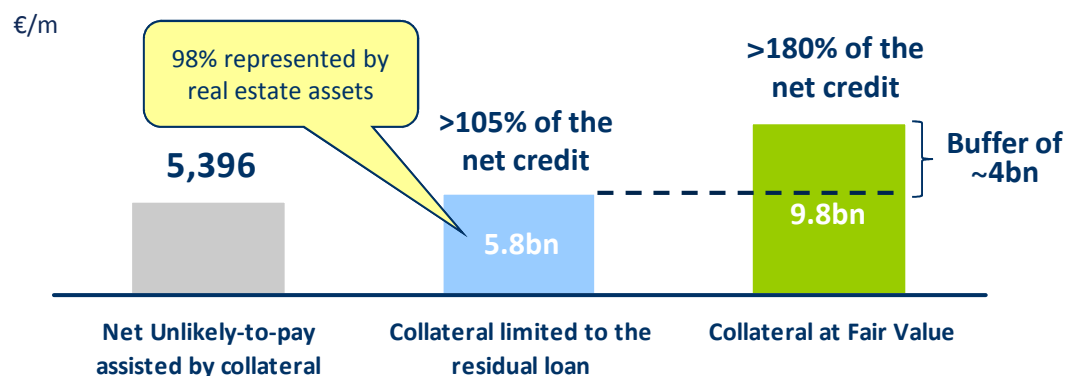 €/m
98% represented by
real estate assets
>180% of the
net credit
>105% of the
net credit
5,396
Buffer of
~4bn
5.8bn
9.8bn
Net Unlikely-to-pay
assisted by collateral
Collateral limited to the
residual loan
Collateral at Fair Value